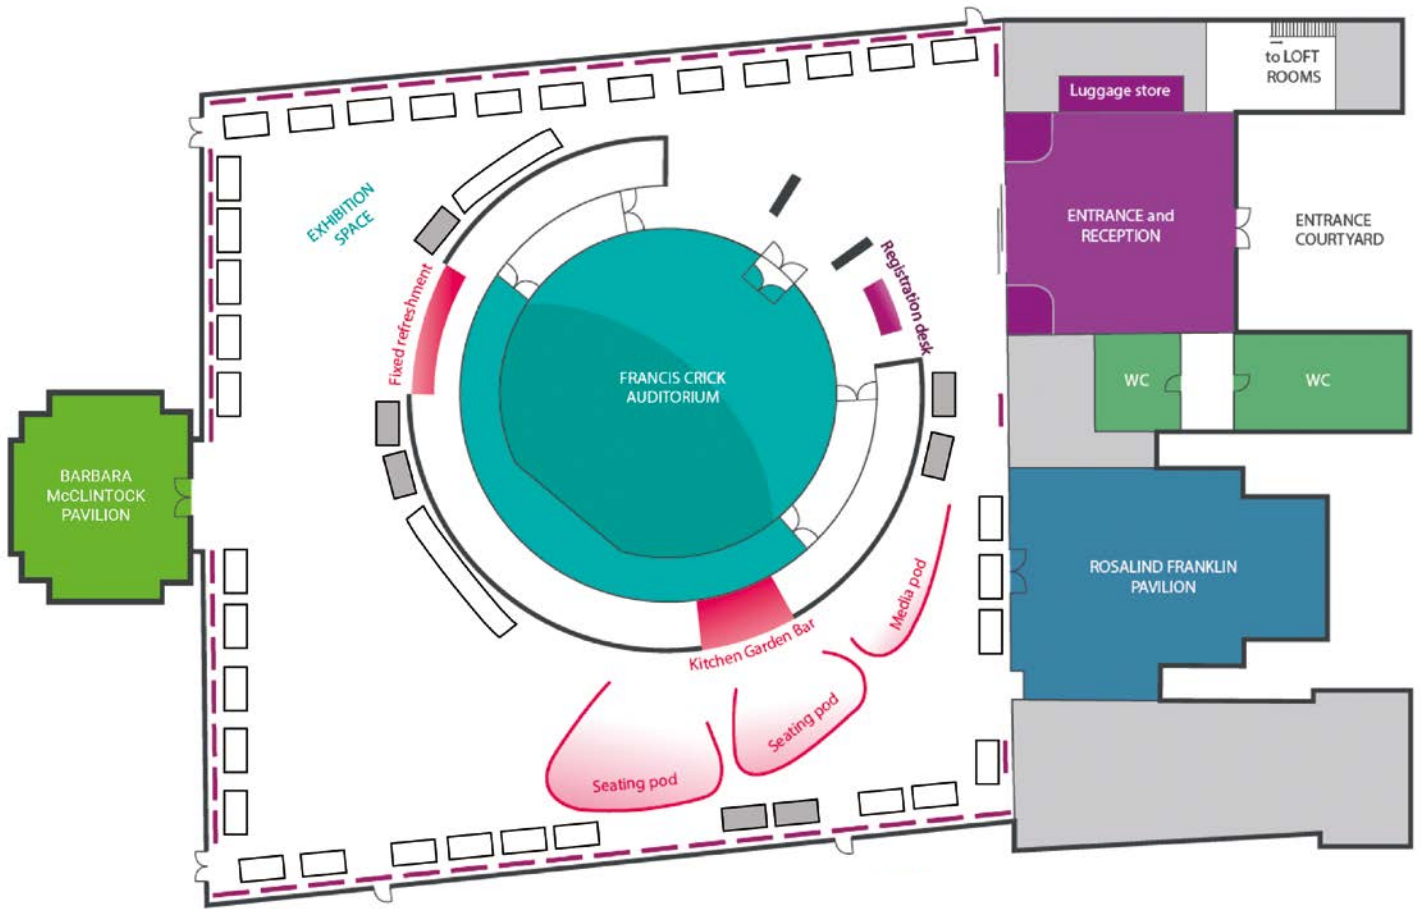 to LOFT
ROOMS
Luggage store
ENTRANCE and
RECEPTION
ENTRANCE
COURTYARD
EXHIBITION
SPACE
Fixed refreshment
Registration desk
FRANCIS CRICK
AUDITORIUM
WC
WC
BARBARA
McCLINTOCK
PAVILION
ROSALIND FRANKLIN
PAVILION
Media pod
Kitchen Garden Bar
Seating pod
Seating pod